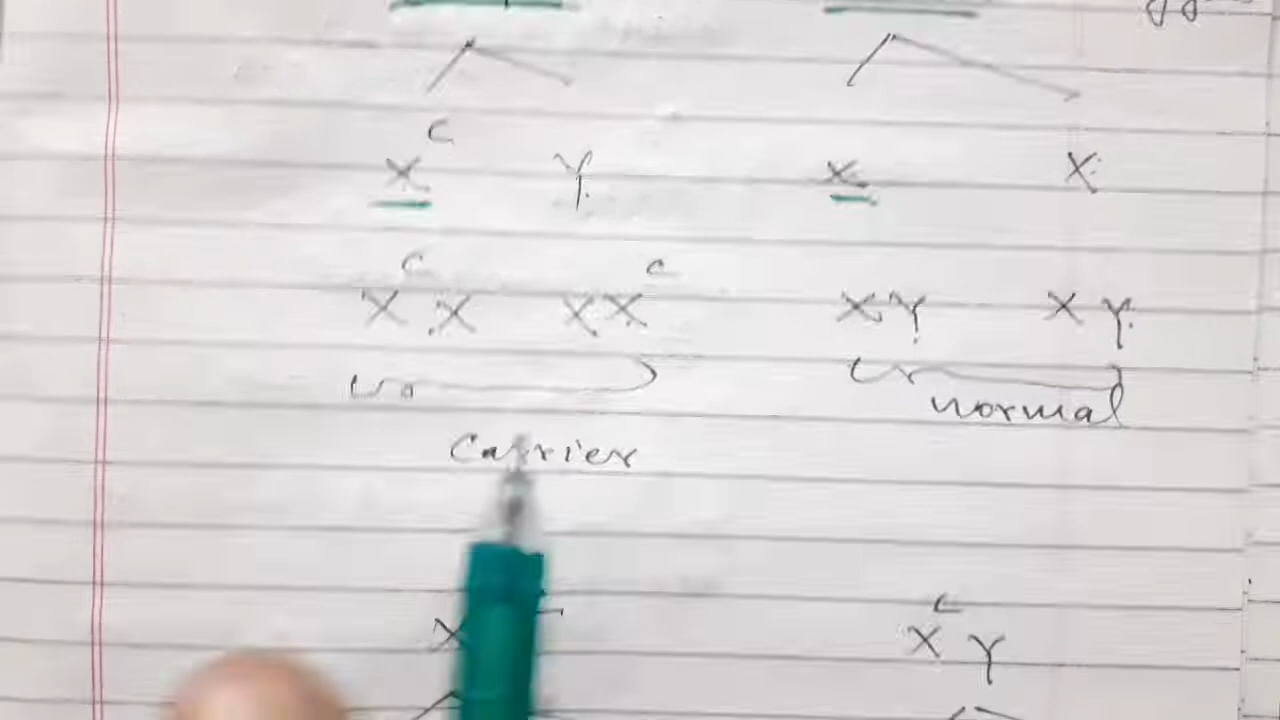 C
X Y X X
C C
X X X X X Y X Y
normal
Carrier
C
X X Y